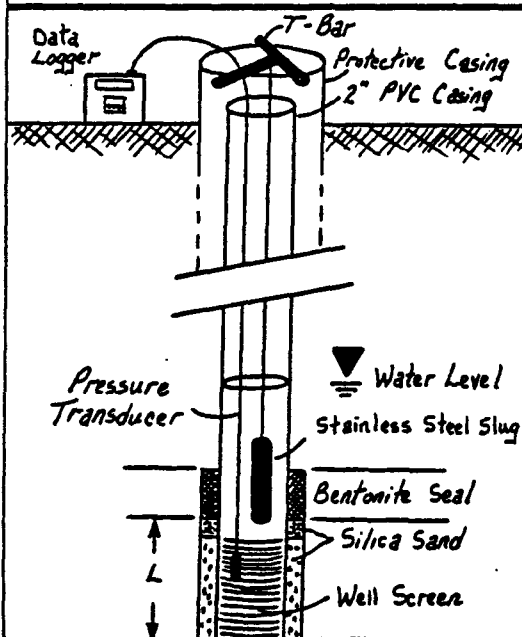 T-Bar
Data
Logger
Protective Casing
2" PVC Casing
Water Level
Pressure
Transducer
Stainless Steel Slug
Bentonite Seal
Silica Sand
L
Well Screen